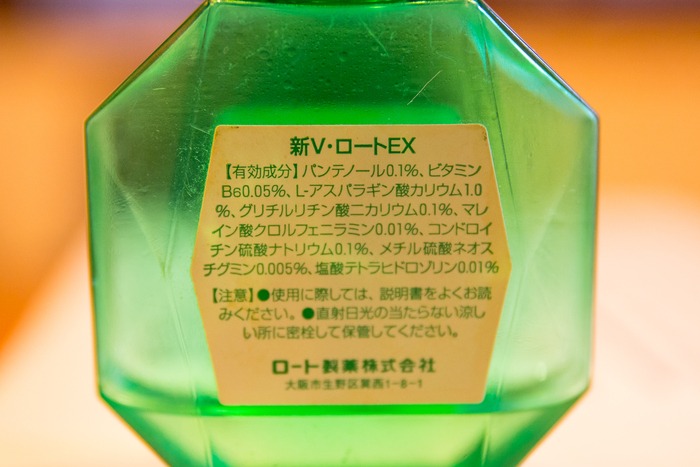 新V・ロートEX
【有効成分】パンテノール0.1%、ビタミン
B60.05%、L-アスパラギン酸カリウム1.0
%、グリチルリチン酸二カリウム0.1%、マレ
イン酸クロルフェニラミン0.01%、コンドロイ
チン硫酸ナトリウム0.1%、メチル硫酸ネオス
チグミン0.005%、塩酸テトラヒドロゾリン0.01%
【注意】●使用に際しては、説明書をよくお読
みください。●直射日光の当たらない涼し
い所に密栓して保管してください。
ロート製薬株式会社
大阪市生野区巽西1-8-1